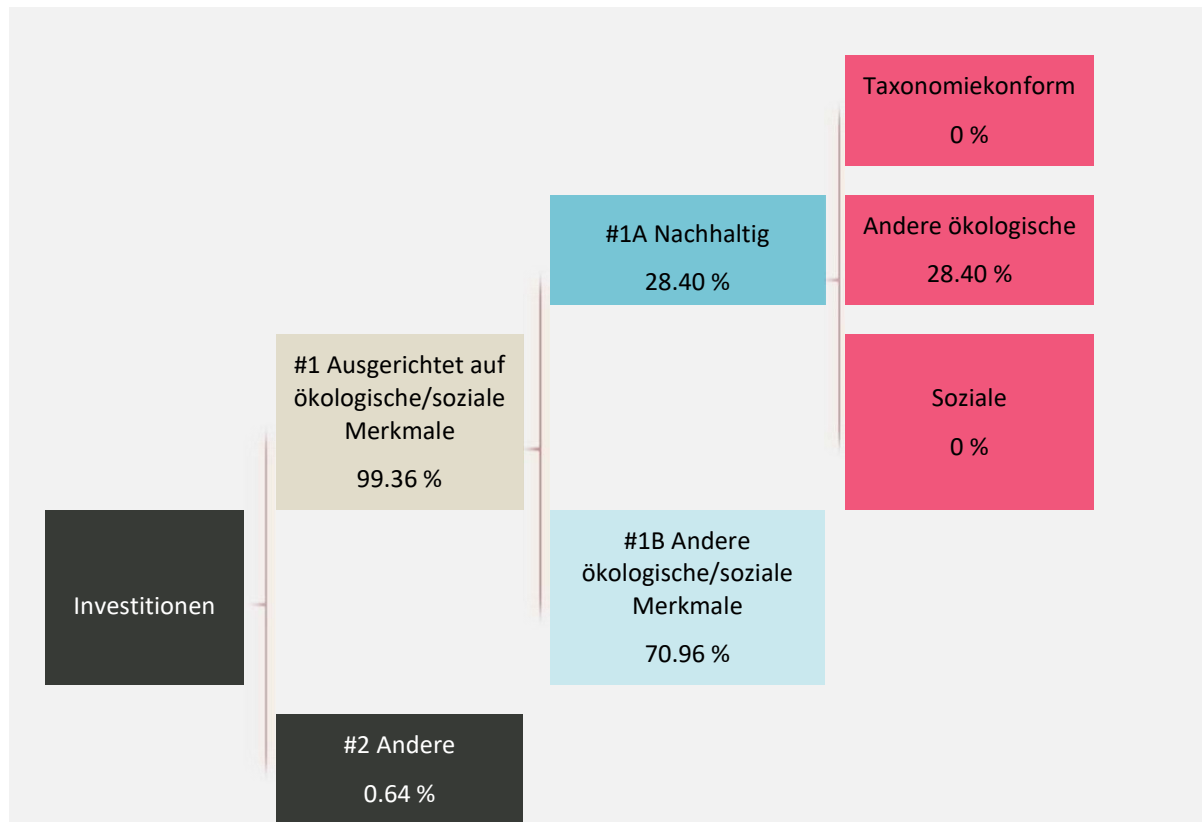 Investitionen
#1 Ausgerichtet auf
ökologische/soziale
Merkmale
99.36 %
#2 Andere
0.64 %
#1A Nachhaltig
28.40 %
#1B Andere
ökologische/soziale
Merkmale
70.96 %
Taxonomiekonform
0 %
Andere ökologische
28.40 %
Soziale
0 %